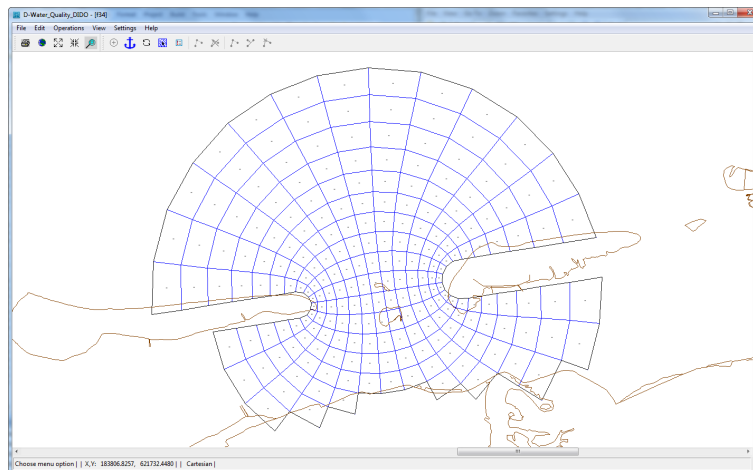 D-Water_Quality_DIDO - [f34]
File Edit Operations View Settings Help
Choose menu option | | X,Y: 183806.8257, 621732.4480 | | Cartesian |